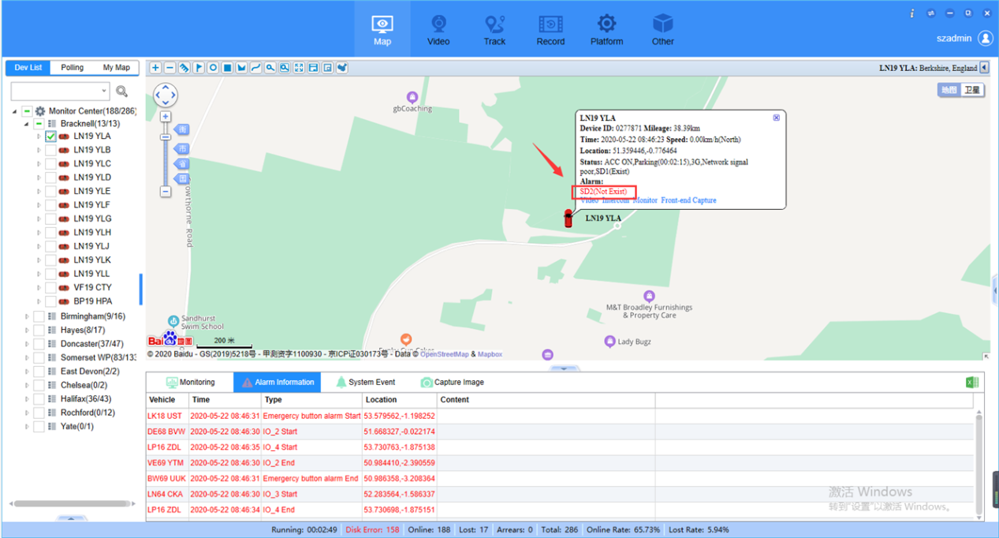 Map
Video
Track
Record
Platform
Other
szadmin
Dev List
Polling
My Map
LN19 YLA: Berkshire, England
Monitor Center(188/286)
Bracknell(13/13)
LN19 YLA
LN19 YLB
LN19 YLC
LN19 YLD
LN19 YLE
LN19 YLF
LN19 YLG
LN19 YLH
LN19 YLJ
LN19 YLK
LN19 YLL
VF19 CTY
BP19 HPA
Birmingham(9/16)
Hayes(8/17)
Doncaster(37/47)
Somerset WP(83/133
East Devon(2/2)
Chelsea(0/2)
Halifax(36/43)
Rochford(0/12)
Yate(0/1)
地图
卫星
街
市
省
国
gbCoaching
LN19 YLA
Device ID: 0277871 Mileage: 38.39km
Time: 2020-05-22 08:46:23 Speed: 0.00km/h(North)
Location: 51.359446,-0.776464
Status: ACC ON,Parking(00:02:15),3G,Network signal
poor,SD1(Exist)
Alarm:
SD2(Not Exist)
Video Intercom Monitor Front-end Capture
LN19 YLA
M&T Broadley Furnishings
& Property Care
Lady Bugz
Sandhurst
Swim School
Bai 地图
200 米
© 2020 Baidu - GS(2019)5218号 - 甲测资字1100930 - 京ICP证030173号 - Data © OpenStreetMap & Mapbox
Monitoring
Alarm Information
System Event
Capture Image
Vehicle Time Type Location Content
LK18 UST 2020-05-22 08:46:31 Emergercy button alarm Start 53.579562,-1.198252
DE68 BVW 2020-05-22 08:46:30 IO_2 Start 51.668327,-0.022174
LP16 ZDL 2020-05-22 08:46:35 IO_4 Start 53.730763,-1.875138
VE69 YTM 2020-05-22 08:46:30 IO_2 End 50.984410,-2.390559
BW69 UUK 2020-05-22 08:46:31 Emergercy button alarm End 50.986358,-3.208364
LN64 CKA 2020-05-22 08:46:30 IO_3 Start 52.283564,-1.586337
LP16 ZDL 2020-05-22 08:46:34 IO_4 End 53.730698,-1.875151
激活 Windows
转到"设置"以激活 Windows。
Running: 00:02:49 Disk Error: 158 Online: 188 Lost: 17 Arrears: 0 Total: 286 Online Rate: 65.73% Lost Rate: 5.94%